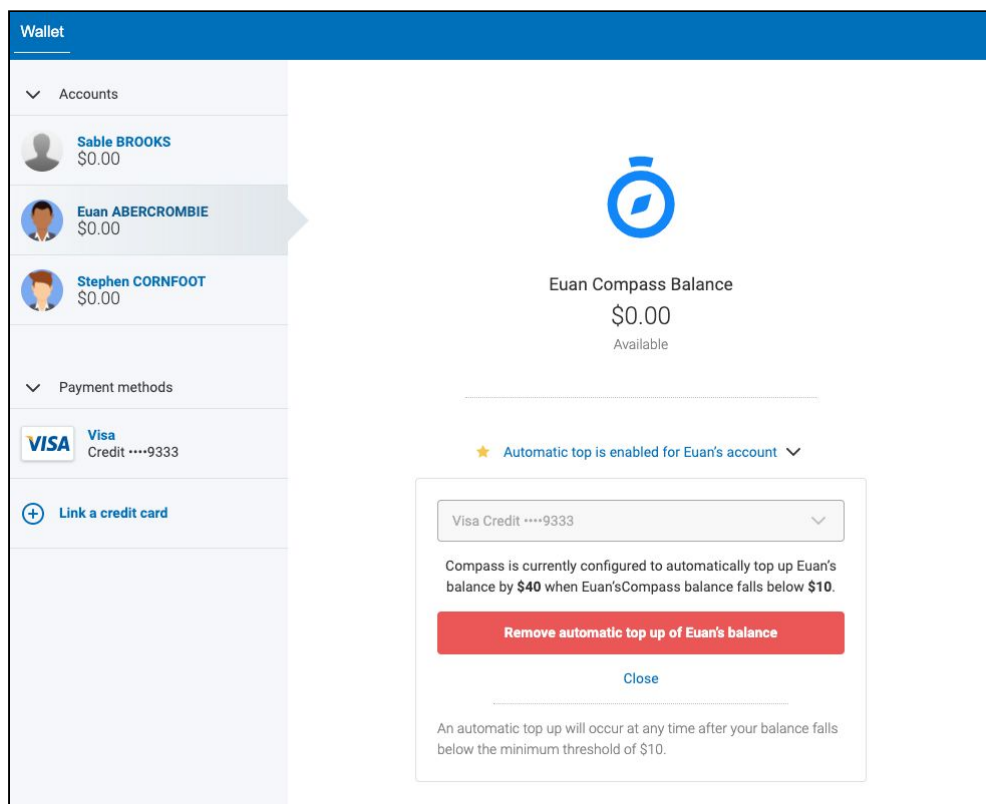 Wallet
Accounts
Sable BROOKS
$0.00
Euan ABERCROMBIE
$0.00
Stephen CORNFOOT
$0.00
Payment methods
VISA
Visa
Credit ••••9333
Link a credit card
Euan Compass Balance
$0.00
Available
Automatic top is enabled for Euan's account
Visa Credit ••••9333
Compass is currently configured to automatically top up Euan's
balance by $40 when Euan'sCompass balance falls below $10.
Remove automatic top up of Euan's balance
Close
An automatic top up will occur at any time after your balance falls
below the minimum threshold of $10.